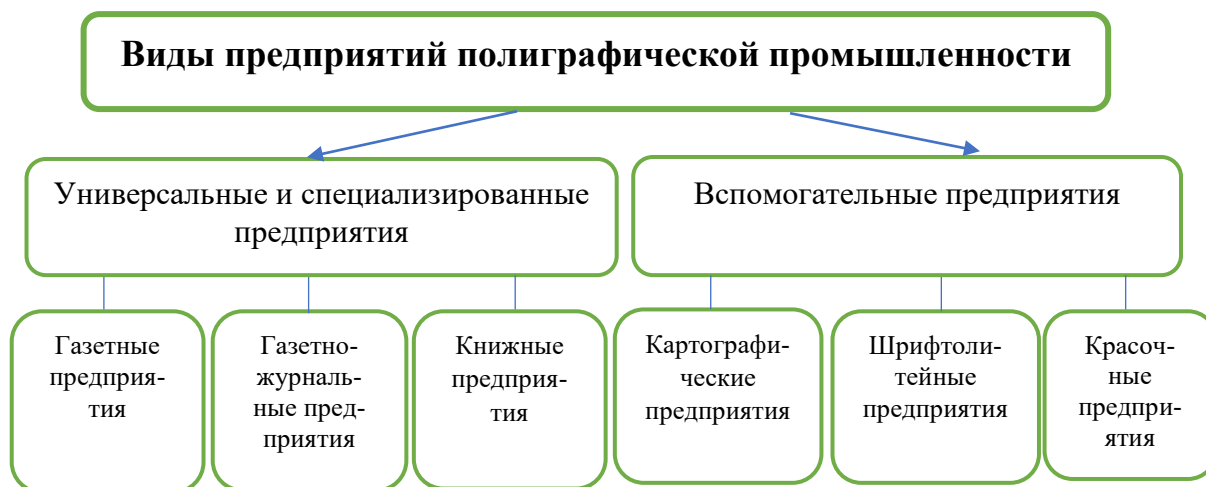 Виды предприятий полиграфической промышленности
Универсальные и специализированные
предприятия
Вспомогательные предприятия
Газетные
предприя-
тия
Газетно-
журналь-
ные пред-
приятия
Книжные
предприя-
тия
Картографи-
ческие
предприятия
Шрифтоли-
тейные
предприятия
Красоч-
ные
предпри-
ятия